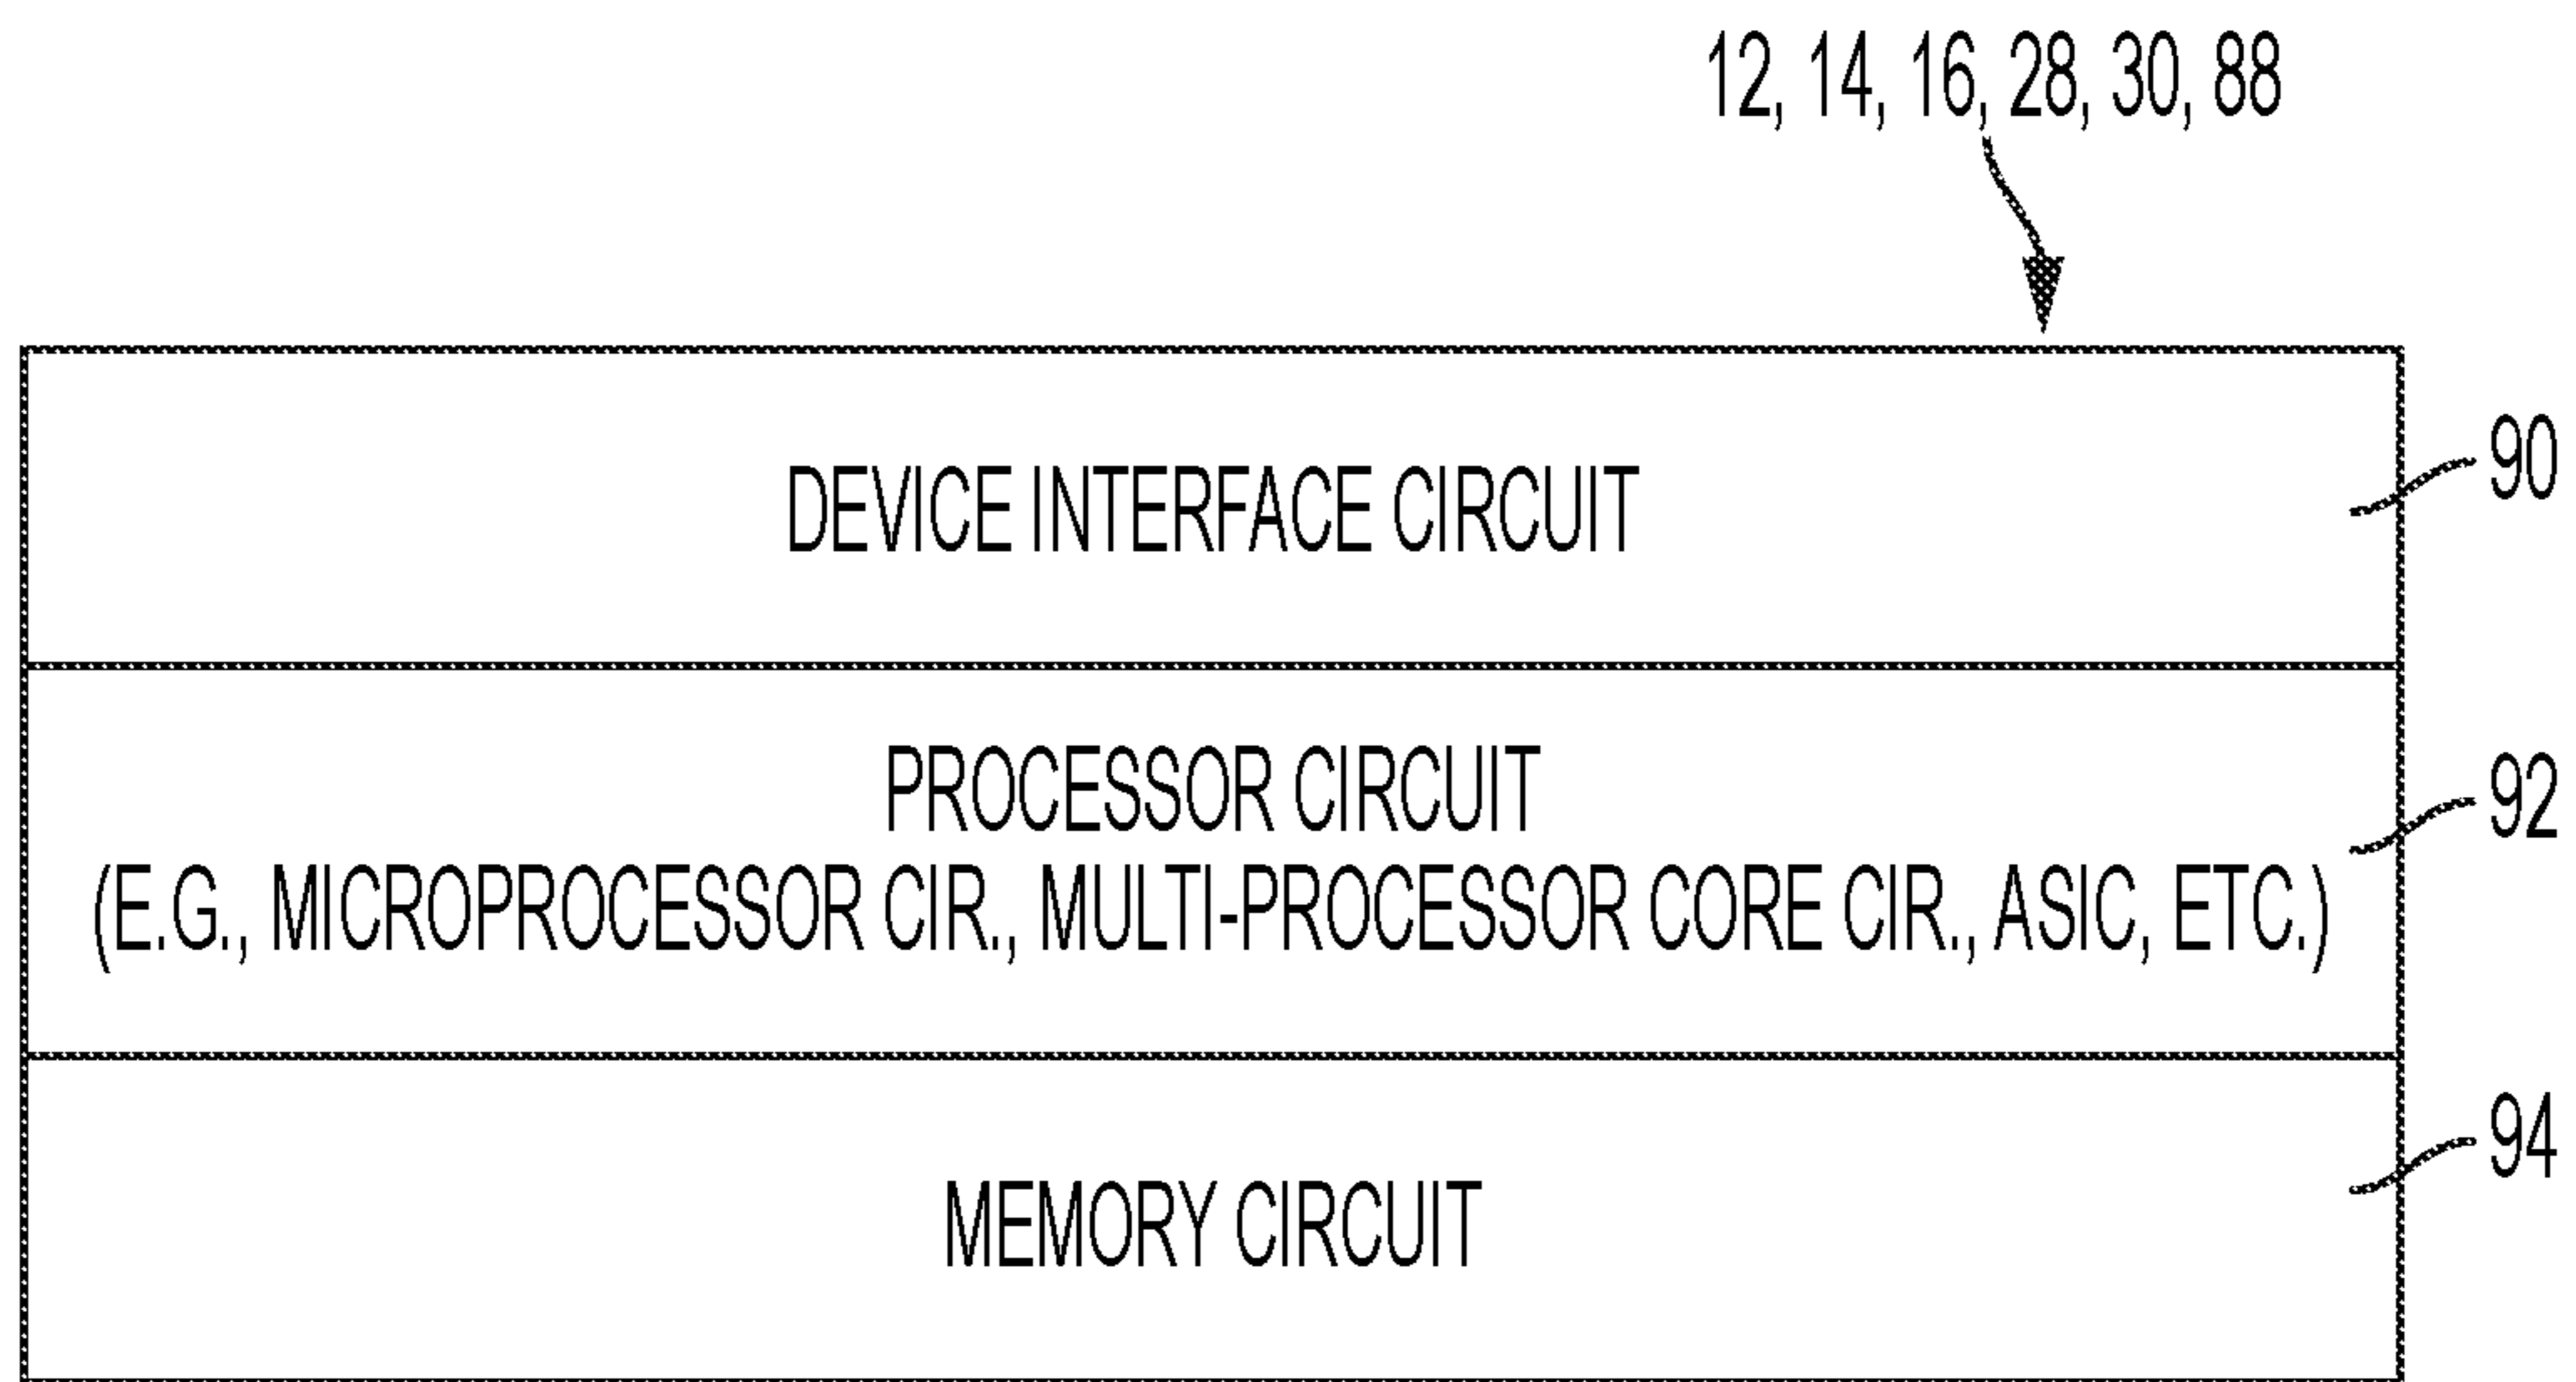 12, 14, 16, 28, 30, 88
DEVICE INTERFACE CIRCUIT
90
PROCESSOR CIRCUIT
(E.G., MICROPROCESSOR CIR., MULTI-PROCESSOR CORE CIR., ASIC, ETC.)
92
MEMORY CIRCUIT
94